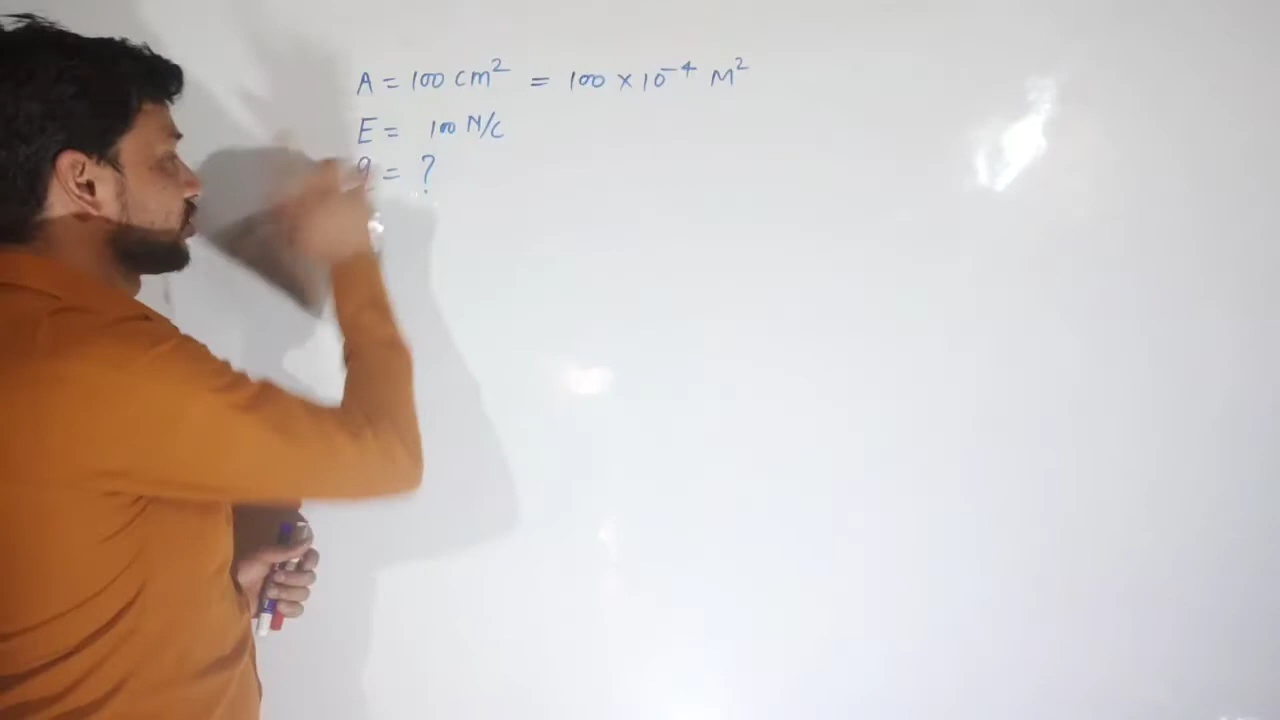 A = 100 cm² = 100 × 10⁻⁴ M²
E = 100 N/C
q = ?